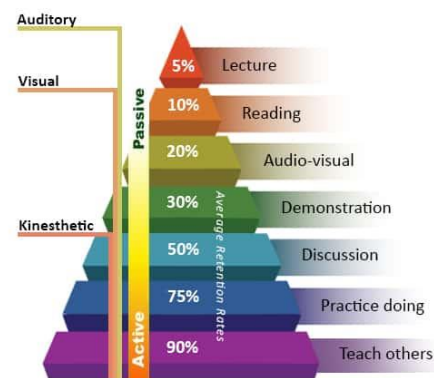 Auditory
Visual
Kinesthetic
Passive
Active
5% Lecture
10% Reading
20% Audio-visual
30% Demonstration
50% Discussion
75% Practice doing
90% Teach others
Average Retention Rates